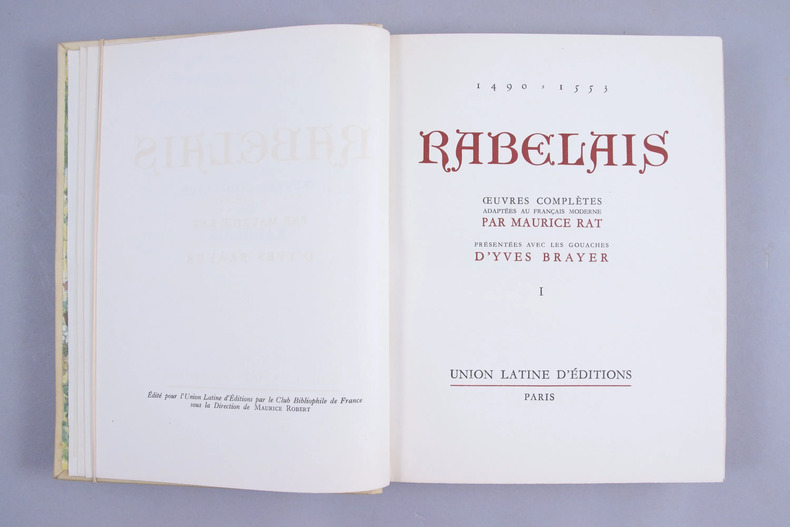 Édité pour l'Union Latine d'Éditions par le Club Bibliophile de France
sous la Direction de MAURICE ROBERT
1490-1553
RABELAIS
ŒUVRES COMPLÈTES
ADAPTÉES AU FRANÇAIS MODERNE
PAR MAURICE RAT
PRÉSENTÉES AVEC LES GOUACHES
D'YVES BRAYER
I
UNION LATINE D'ÉDITIONS
PARIS